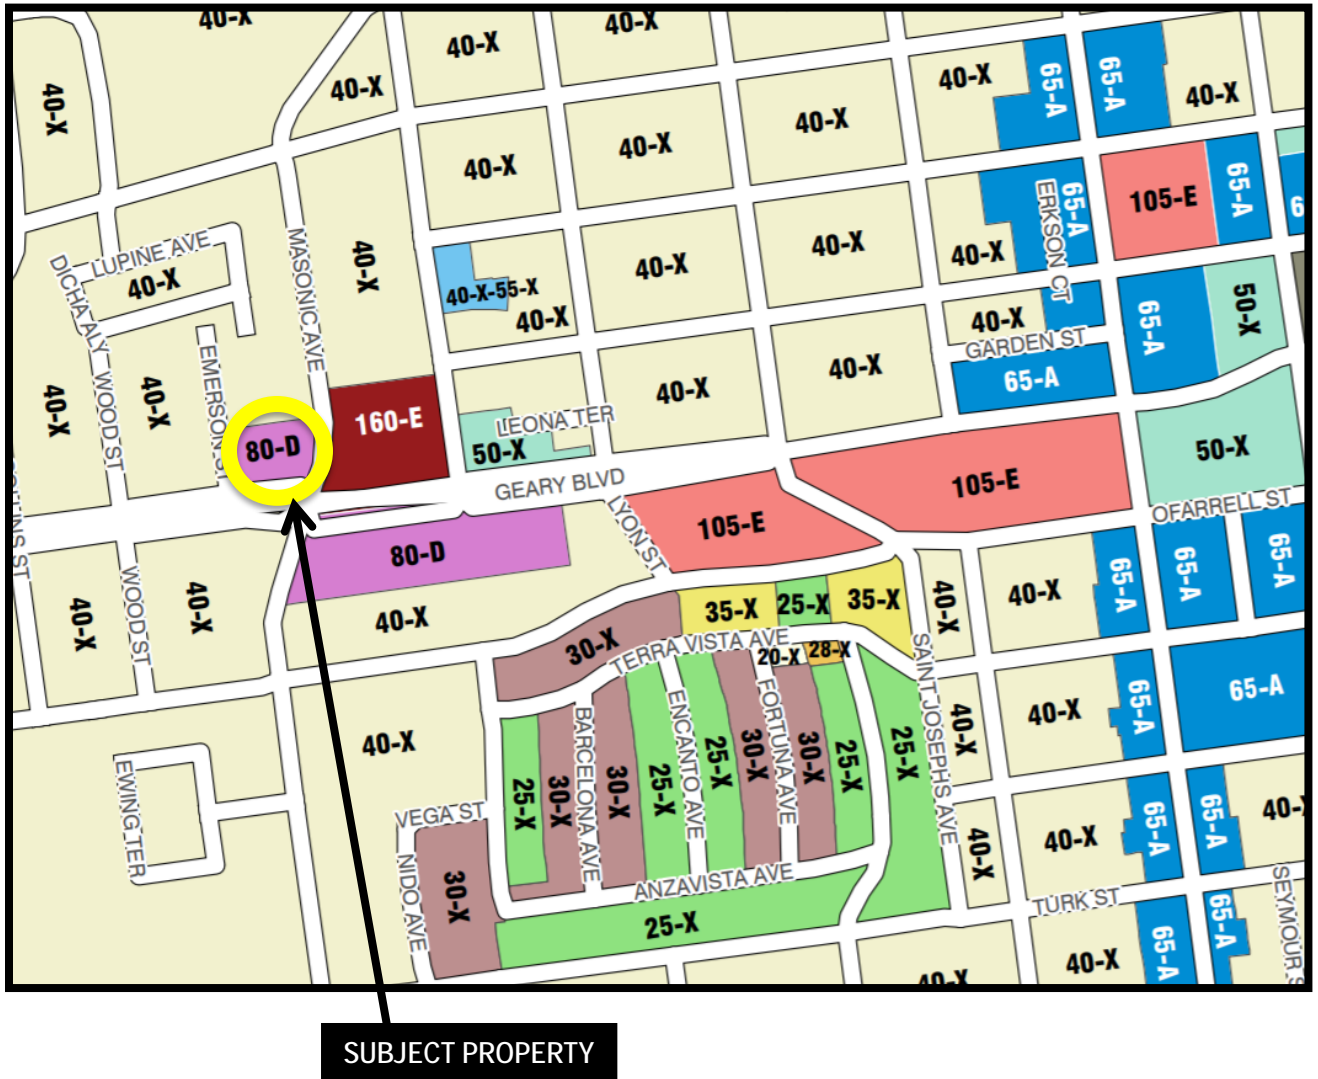 40-X
40-X
40-X
40-X
40-X
40-X
65-A
65-A
40-X
40-X
40-X
40-X
40-X
105-E
65-A
65-A
ERKSON CT
LUPINE AVE
DICHA ALY
40-X
MASONIC AVE
40-X
40-X-55-X
40-X
40-X
40-X
40-X
40-X
GARDEN ST
65-A
65-A
50-X
40-X
40-X
WOOD ST
EMERSON ST
80-D
160-E
LEONA TER
50-X
40-X
40-X
GEARY BLVD
105-E
105-E
50-X
OFARRELL ST
LYON ST
80-D
40-X
WOOD ST
40-X
40-X
30-X
35-X
25-X
35-X
TERRA VISTA AVE
20-X
28-X
40-X
40-X
65-A
65-A
65-A
SAINT JOSEPHS AVE
40-X
40-X
65-A
65-A
40-X
EWING TER
VEGA ST
NIDO AVE
30-X
25-X
30-X
BARCELONA AVE
30-X
25-X
ENCANTO AVE
25-X
30-X
FORTUNA AVE
30-X
25-X
25-X
ANZAVISTA AVE
25-X
40-X
40-X
65-A
65-A
TURK ST
40-X
65-A
65-A
40-X
SUBJECT PROPERTY